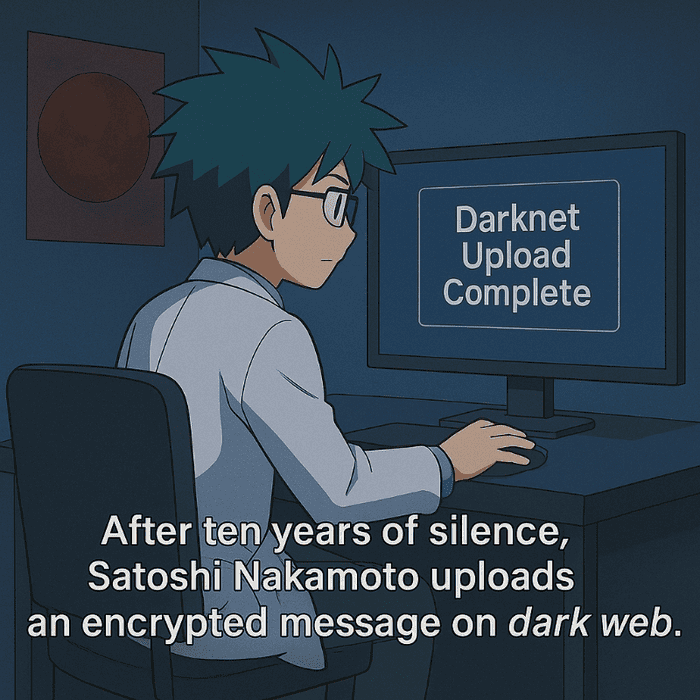 Darknet
Upload
Complete
After ten years of silence,
Satoshi Nakamoto uploads
an encrypted message on dark web.